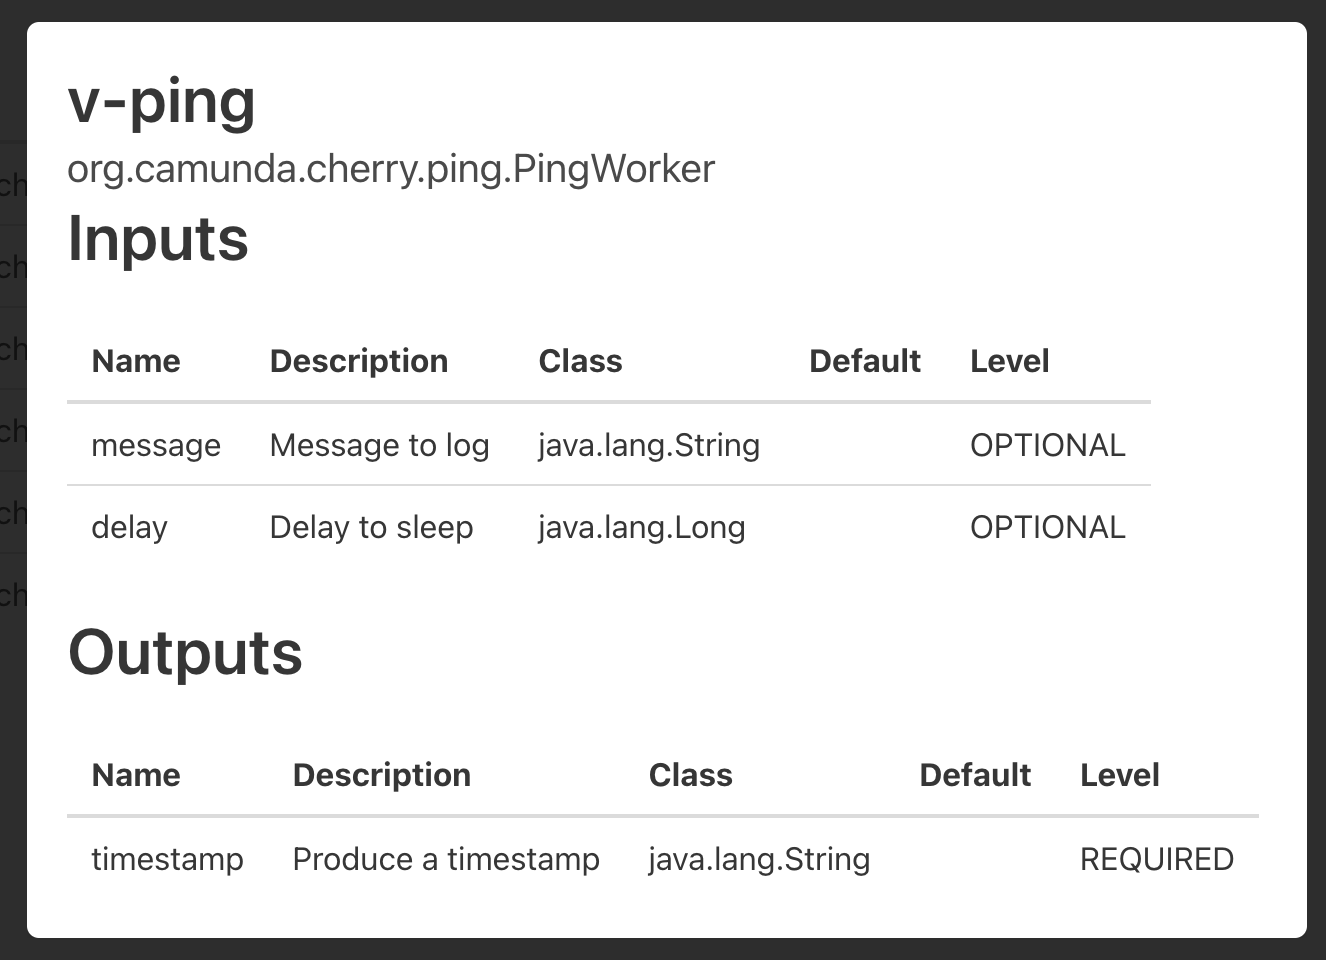 v-ping
org.camunda.cherry.ping.PingWorker
Inputs
Name Description Class Default Level
message Message to log java.lang.String OPTIONAL
delay Delay to sleep java.lang.Long OPTIONAL
Outputs
Name Description Class Default Level
timestamp Produce a timestamp java.lang.String REQUIRED